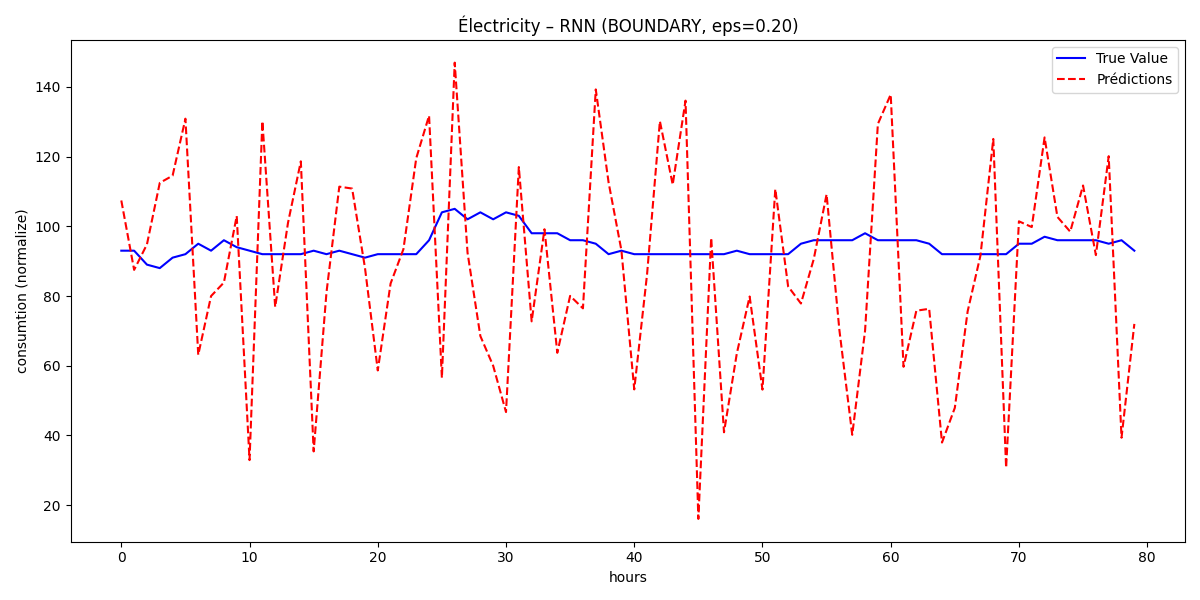 Électricity – RNN (BOUNDARY, eps=0.20)
True Value
Prédictions
consumtion (normalize)
140
120
100
80
60
40
20
0 10 20 30 40 50 60 70 80
hours